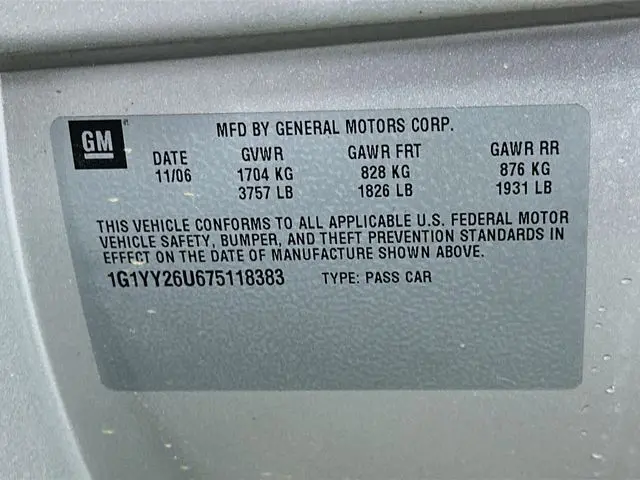 GM
MFD BY GENERAL MOTORS CORP.
DATE GVWR GAWR FRT GAWR RR
11/06 1704 KG 828 KG 876 KG
3757 LB 1826 LB 1931 LB
THIS VEHICLE CONFORMS TO ALL APPLICABLE U.S. FEDERAL MOTOR
VEHICLE SAFETY, BUMPER, AND THEFT PREVENTION STANDARDS IN
EFFECT ON THE DATE OF MANUFACTURE SHOWN ABOVE.
1G1YY26U675118383 TYPE: PASS CAR